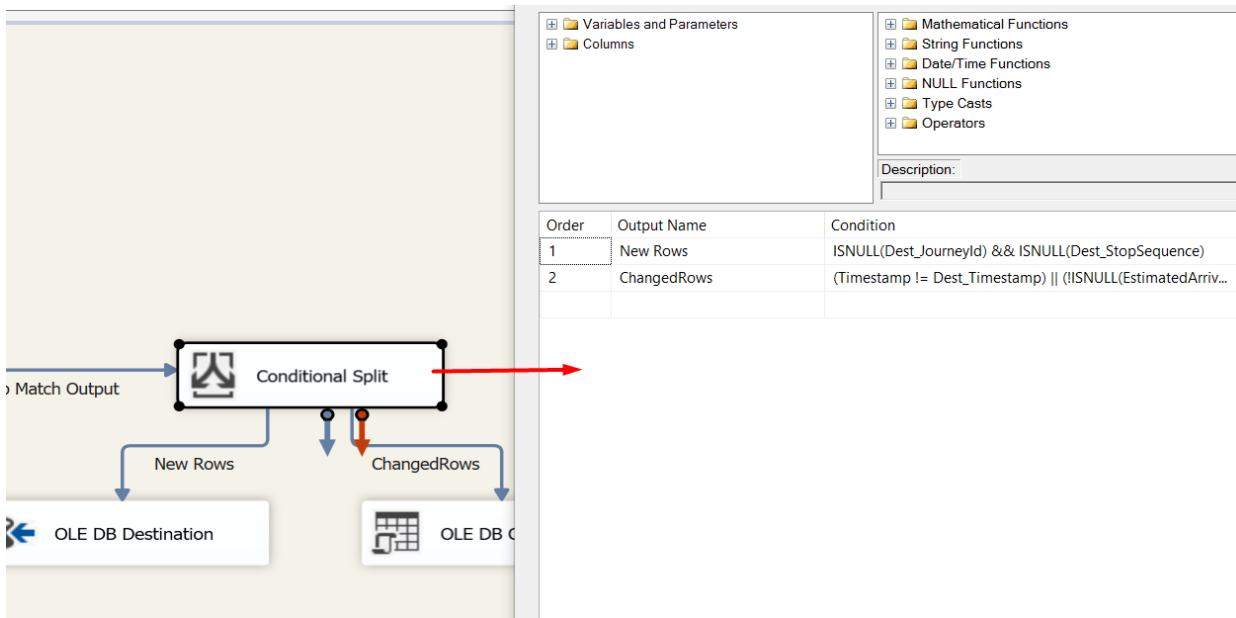 Variables and Parameters
Columns
Mathematical Functions
String Functions
Date/Time Functions
NULL Functions
Type Casts
Operators
Description:
Order Output Name Condition
1 New Rows ISNULL(Dest_JourneyId) && ISNULL(Dest_StopSequence)
2 ChangedRows (Timestamp != Dest_Timestamp) || (!ISNULL(EstimatedArriv...
Conditional Split
Match Output
New Rows
ChangedRows
OLE DB Destination
OLE DB